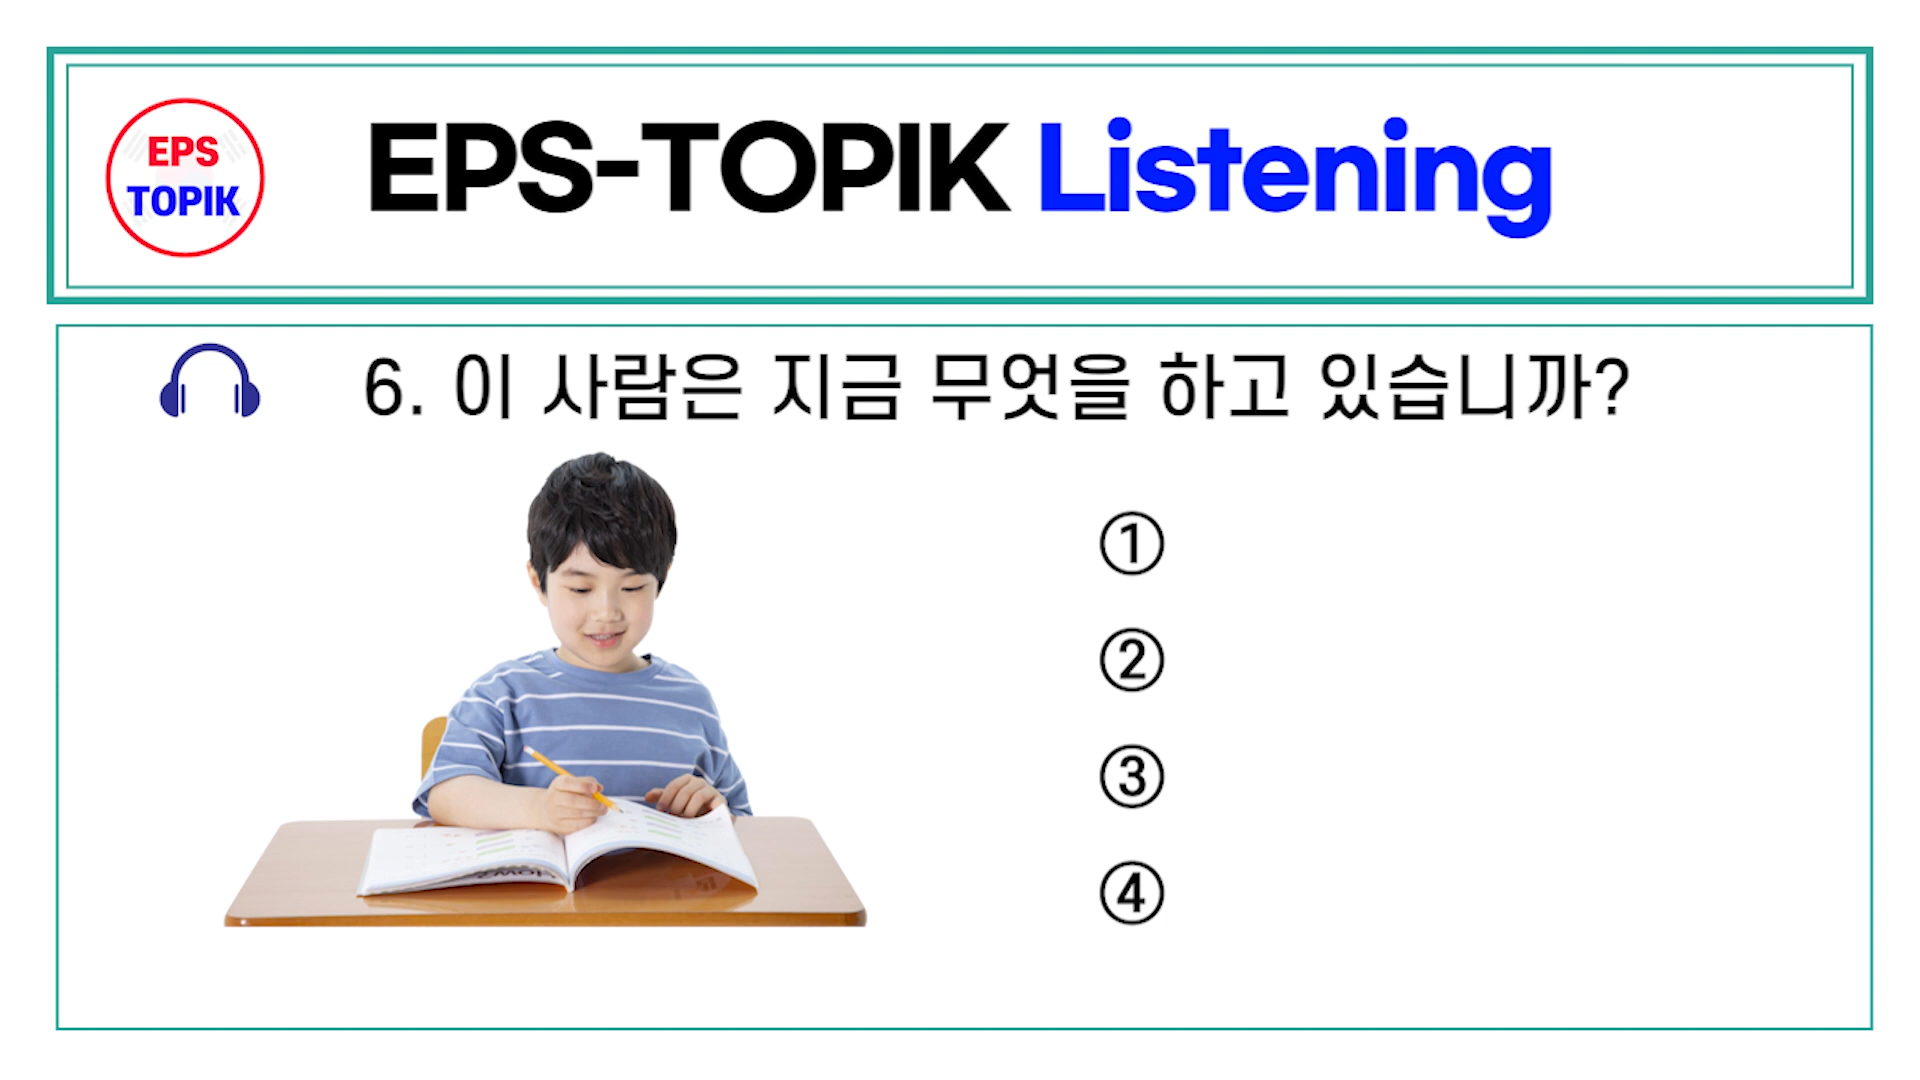 EPS
TOPIK
EPS-TOPIK Listening
6. 이 사람은 지금 무엇을 하고 있습니까?
①
②
③
④